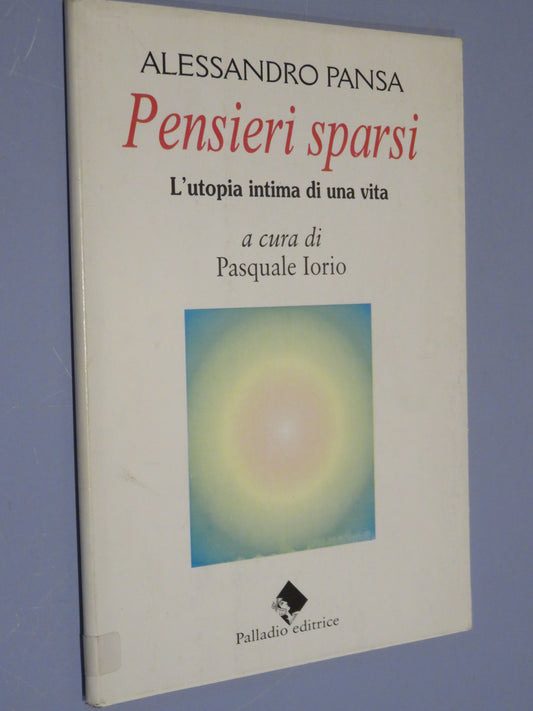 ALESSANDRO PANSA
Pensieri sparsi
L'utopia intima di una vita
a cura di
Pasquale Iorio
Palladio editrice